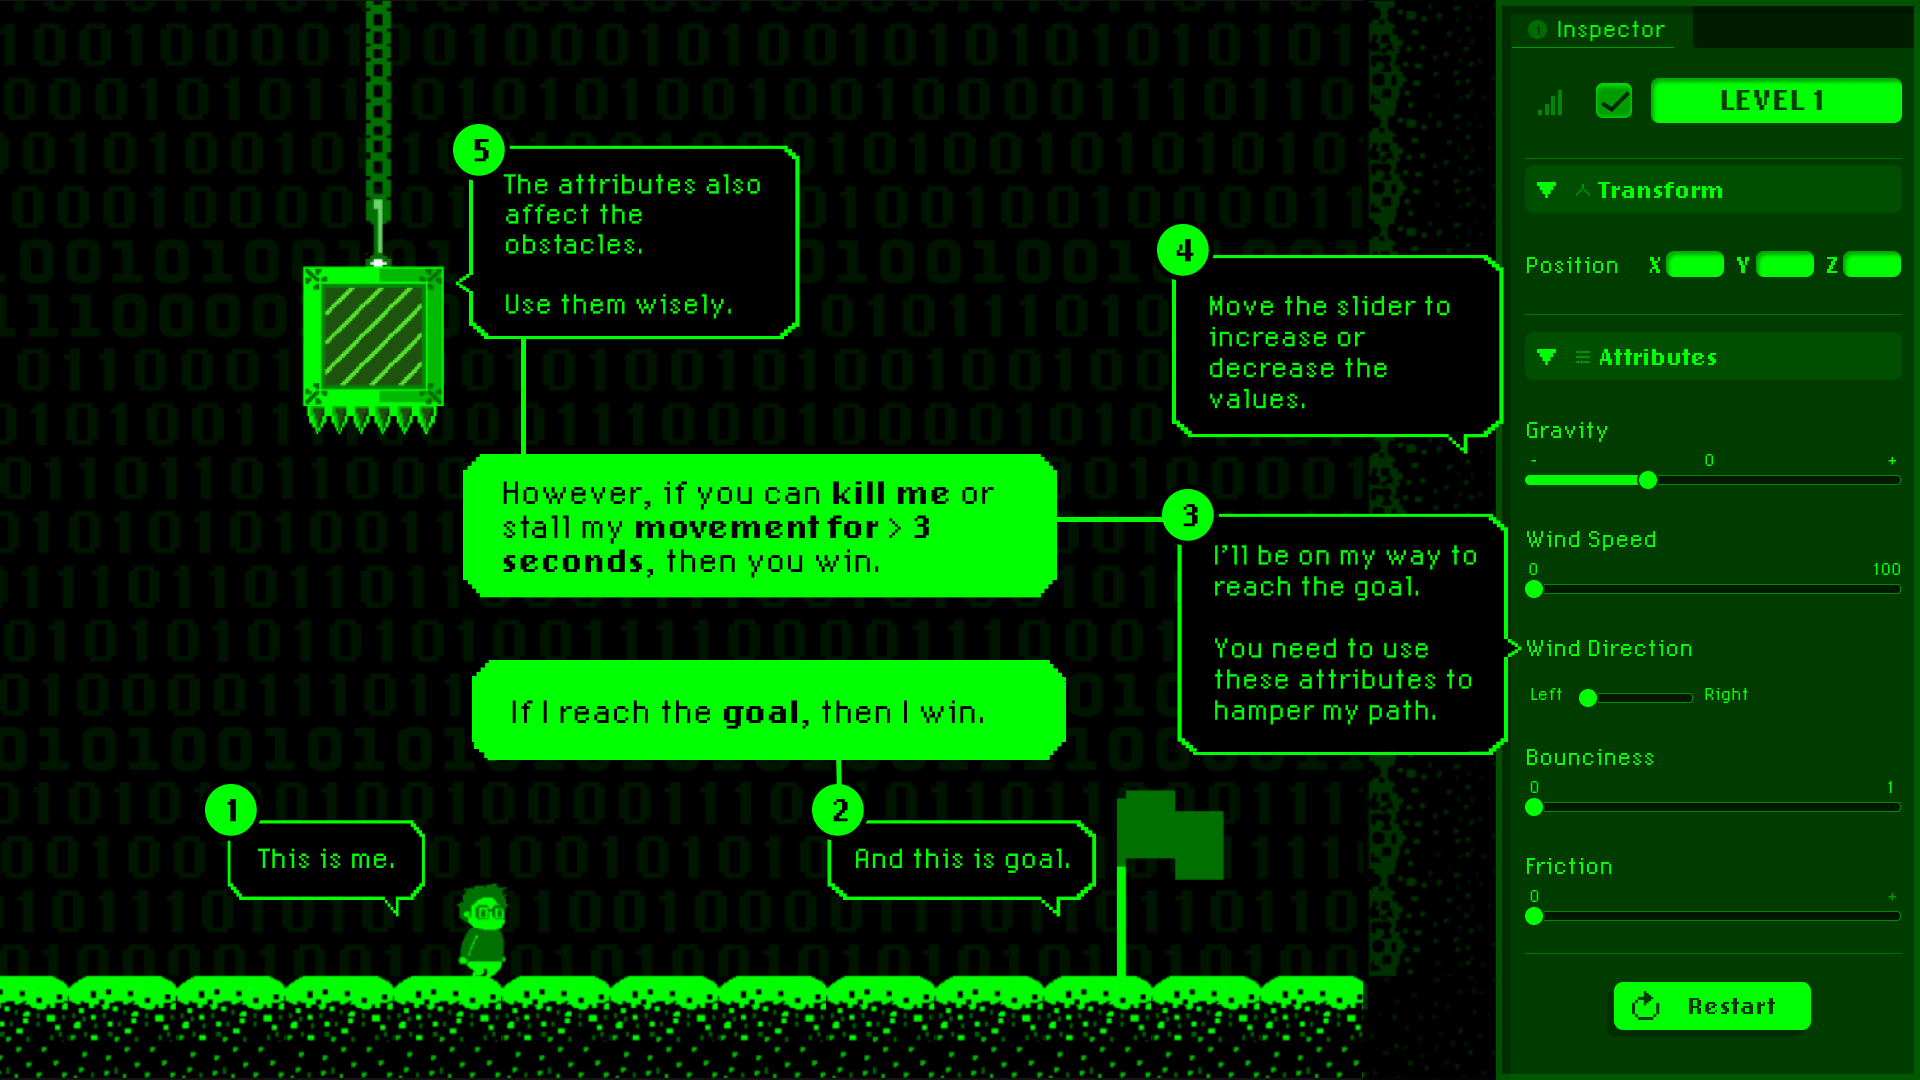 5
The attributes also
affect the
obstacles.
Use them wisely.
4
Move the slider to
increase or
decrease the
values.
However, if you can kill me or
stall my movement for > 3
seconds, then you win.
3
I'll be on my way to
reach the goal.
You need to use
these attributes to
hamper my path.
If I reach the goal, then I win.
1
This is me.
2
And this is goal.
Inspector
LEVEL 1
Transform
Position X Y Z
Attributes
Gravity
- 0 +
Wind Speed
0 100
Wind Direction
Left Right
Bounciness
0 1
Friction
0 +
Restart